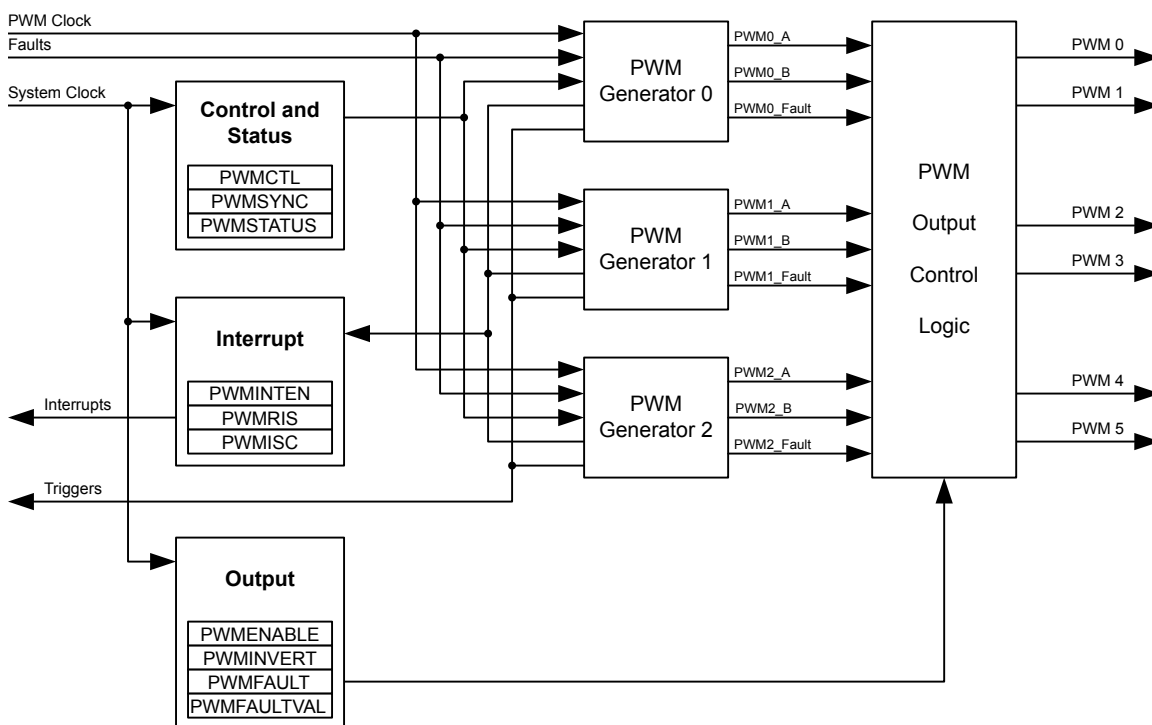 PWM Clock
Faults
System Clock
Control and
Status
PWMCTL
PWMSYNC
PWMSTATUS
Interrupt
PWMINTEN
PWMRIS
PWMISC
Interrupts
Triggers
Output
PWMENABLE
PWMINVERT
PWMFAULT
PWMFAULTVAL
PWM
Generator 0
PWM0_A
PWM0_B
PWM0_Fault
PWM
Generator 1
PWM1_A
PWM1_B
PWM1_Fault
PWM
Generator 2
PWM2_A
PWM2_B
PWM2_Fault
PWM
Output
Control
Logic
PWM 0
PWM 1
PWM 2
PWM 3
PWM 4
PWM 5